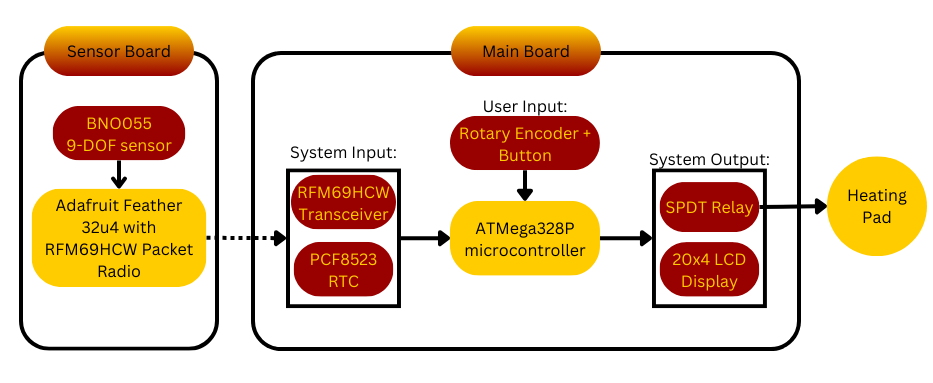 Sensor Board
BNO055
9-DOF sensor
Adafruit Feather
32u4 with
RFM69HCW Packet
Radio
Main Board
System Input:
RFM69HCW
Transceiver
PCF8523
RTC
User Input:
Rotary Encoder +
Button
ATMega328P
microcontroller
System Output:
SPDT Relay
20x4 LCD
Display
Heating
Pad